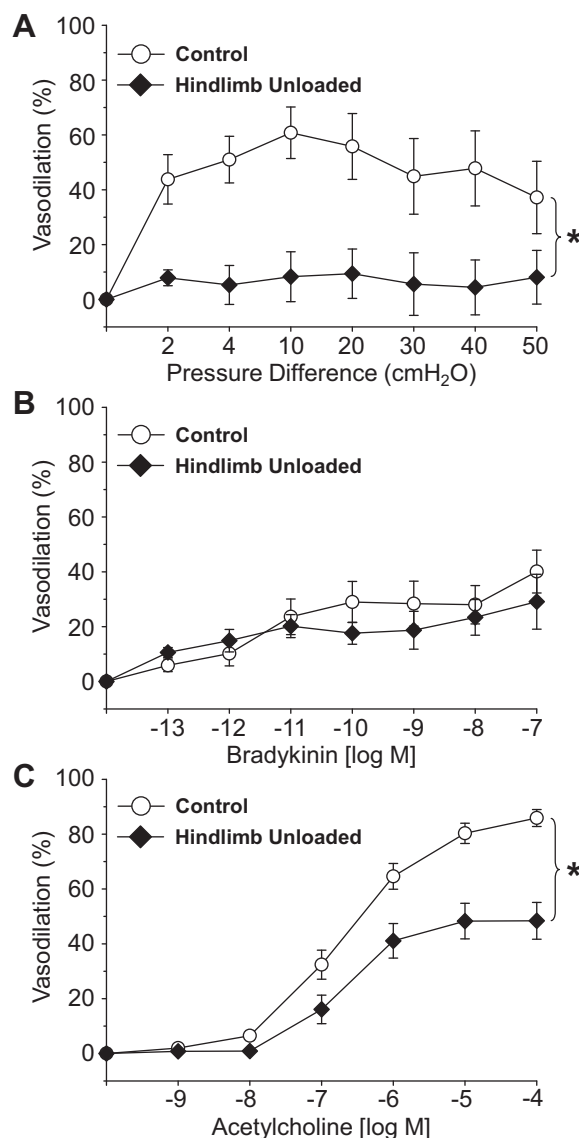 A
Control
Hindlimb Unloaded
100
80
60
40
20
0
Vasodilation (%)
*
2 4 10 20 30 40 50
Pressure Difference (cmH₂O)
B
Control
Hindlimb Unloaded
100
80
60
40
20
0
Vasodilation (%)
-13 -12 -11 -10 -9 -8 -7
Bradykinin [log M]
C
Control
Hindlimb Unloaded
100
80
60
40
20
0
Vasodilation (%)
*
-9 -8 -7 -6 -5 -4
Acetylcholine [log M]